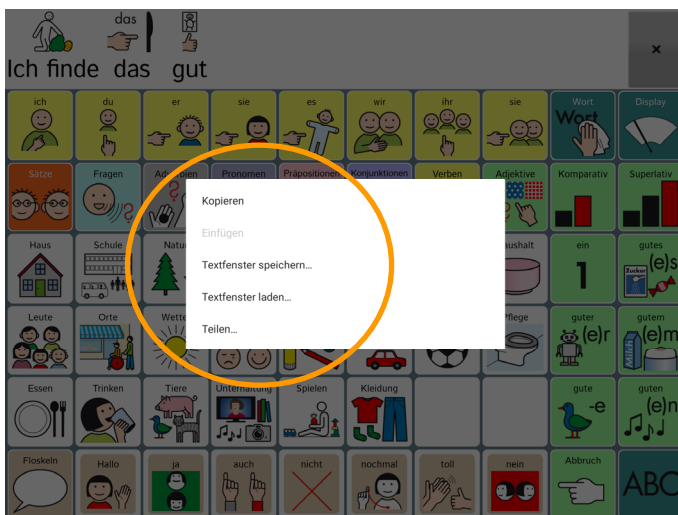 das
Ich finde das gut
×
ich du er sie es wir ihr sie Wort Display
Wort
Sätze Fragen Pronomen Präpositionen Konjunktionen Verben Adjektive Komparativ Superlativ
Kopieren
Einfügen
Textfenster speichern...
Textfenster laden...
Teilen...
Haus Schule ein gutes
1
Zucker
(e)s
Leute Orte guter gutem
(e)r
Milch
(e)m
Essen Trinken Tiere Unterhaltung Spielen Kleidung gute guten
-e
(e)n
Floskeln Hallo ja auch nicht nochmal toll nein Abbruch
ABC